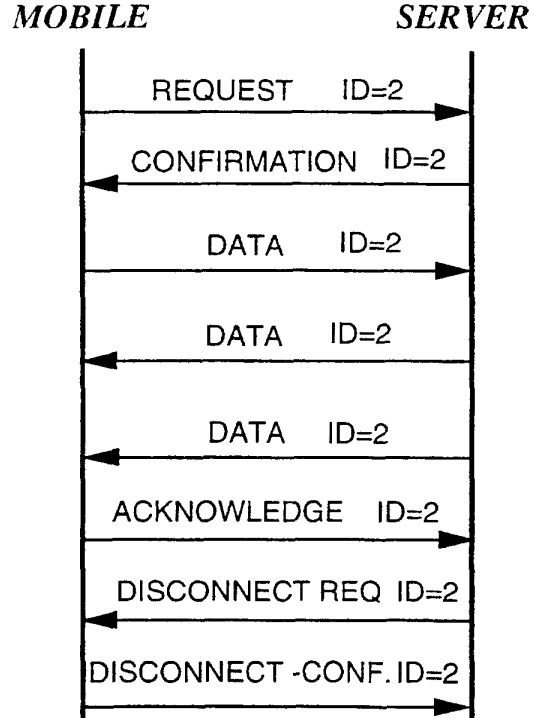 MOBILE SERVER
REQUEST ID=2
CONFIRMATION ID=2
DATA ID=2
DATA ID=2
DATA ID=2
ACKNOWLEDGE ID=2
DISCONNECT REQ ID=2
DISCONNECT -CONF. ID=2